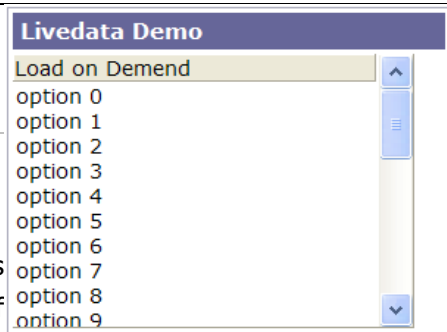 Livedata Demo
Load on Demend
option 0
option 1
option 2
option 3
option 4
option 5
option 6
option 7
option 8
option 9